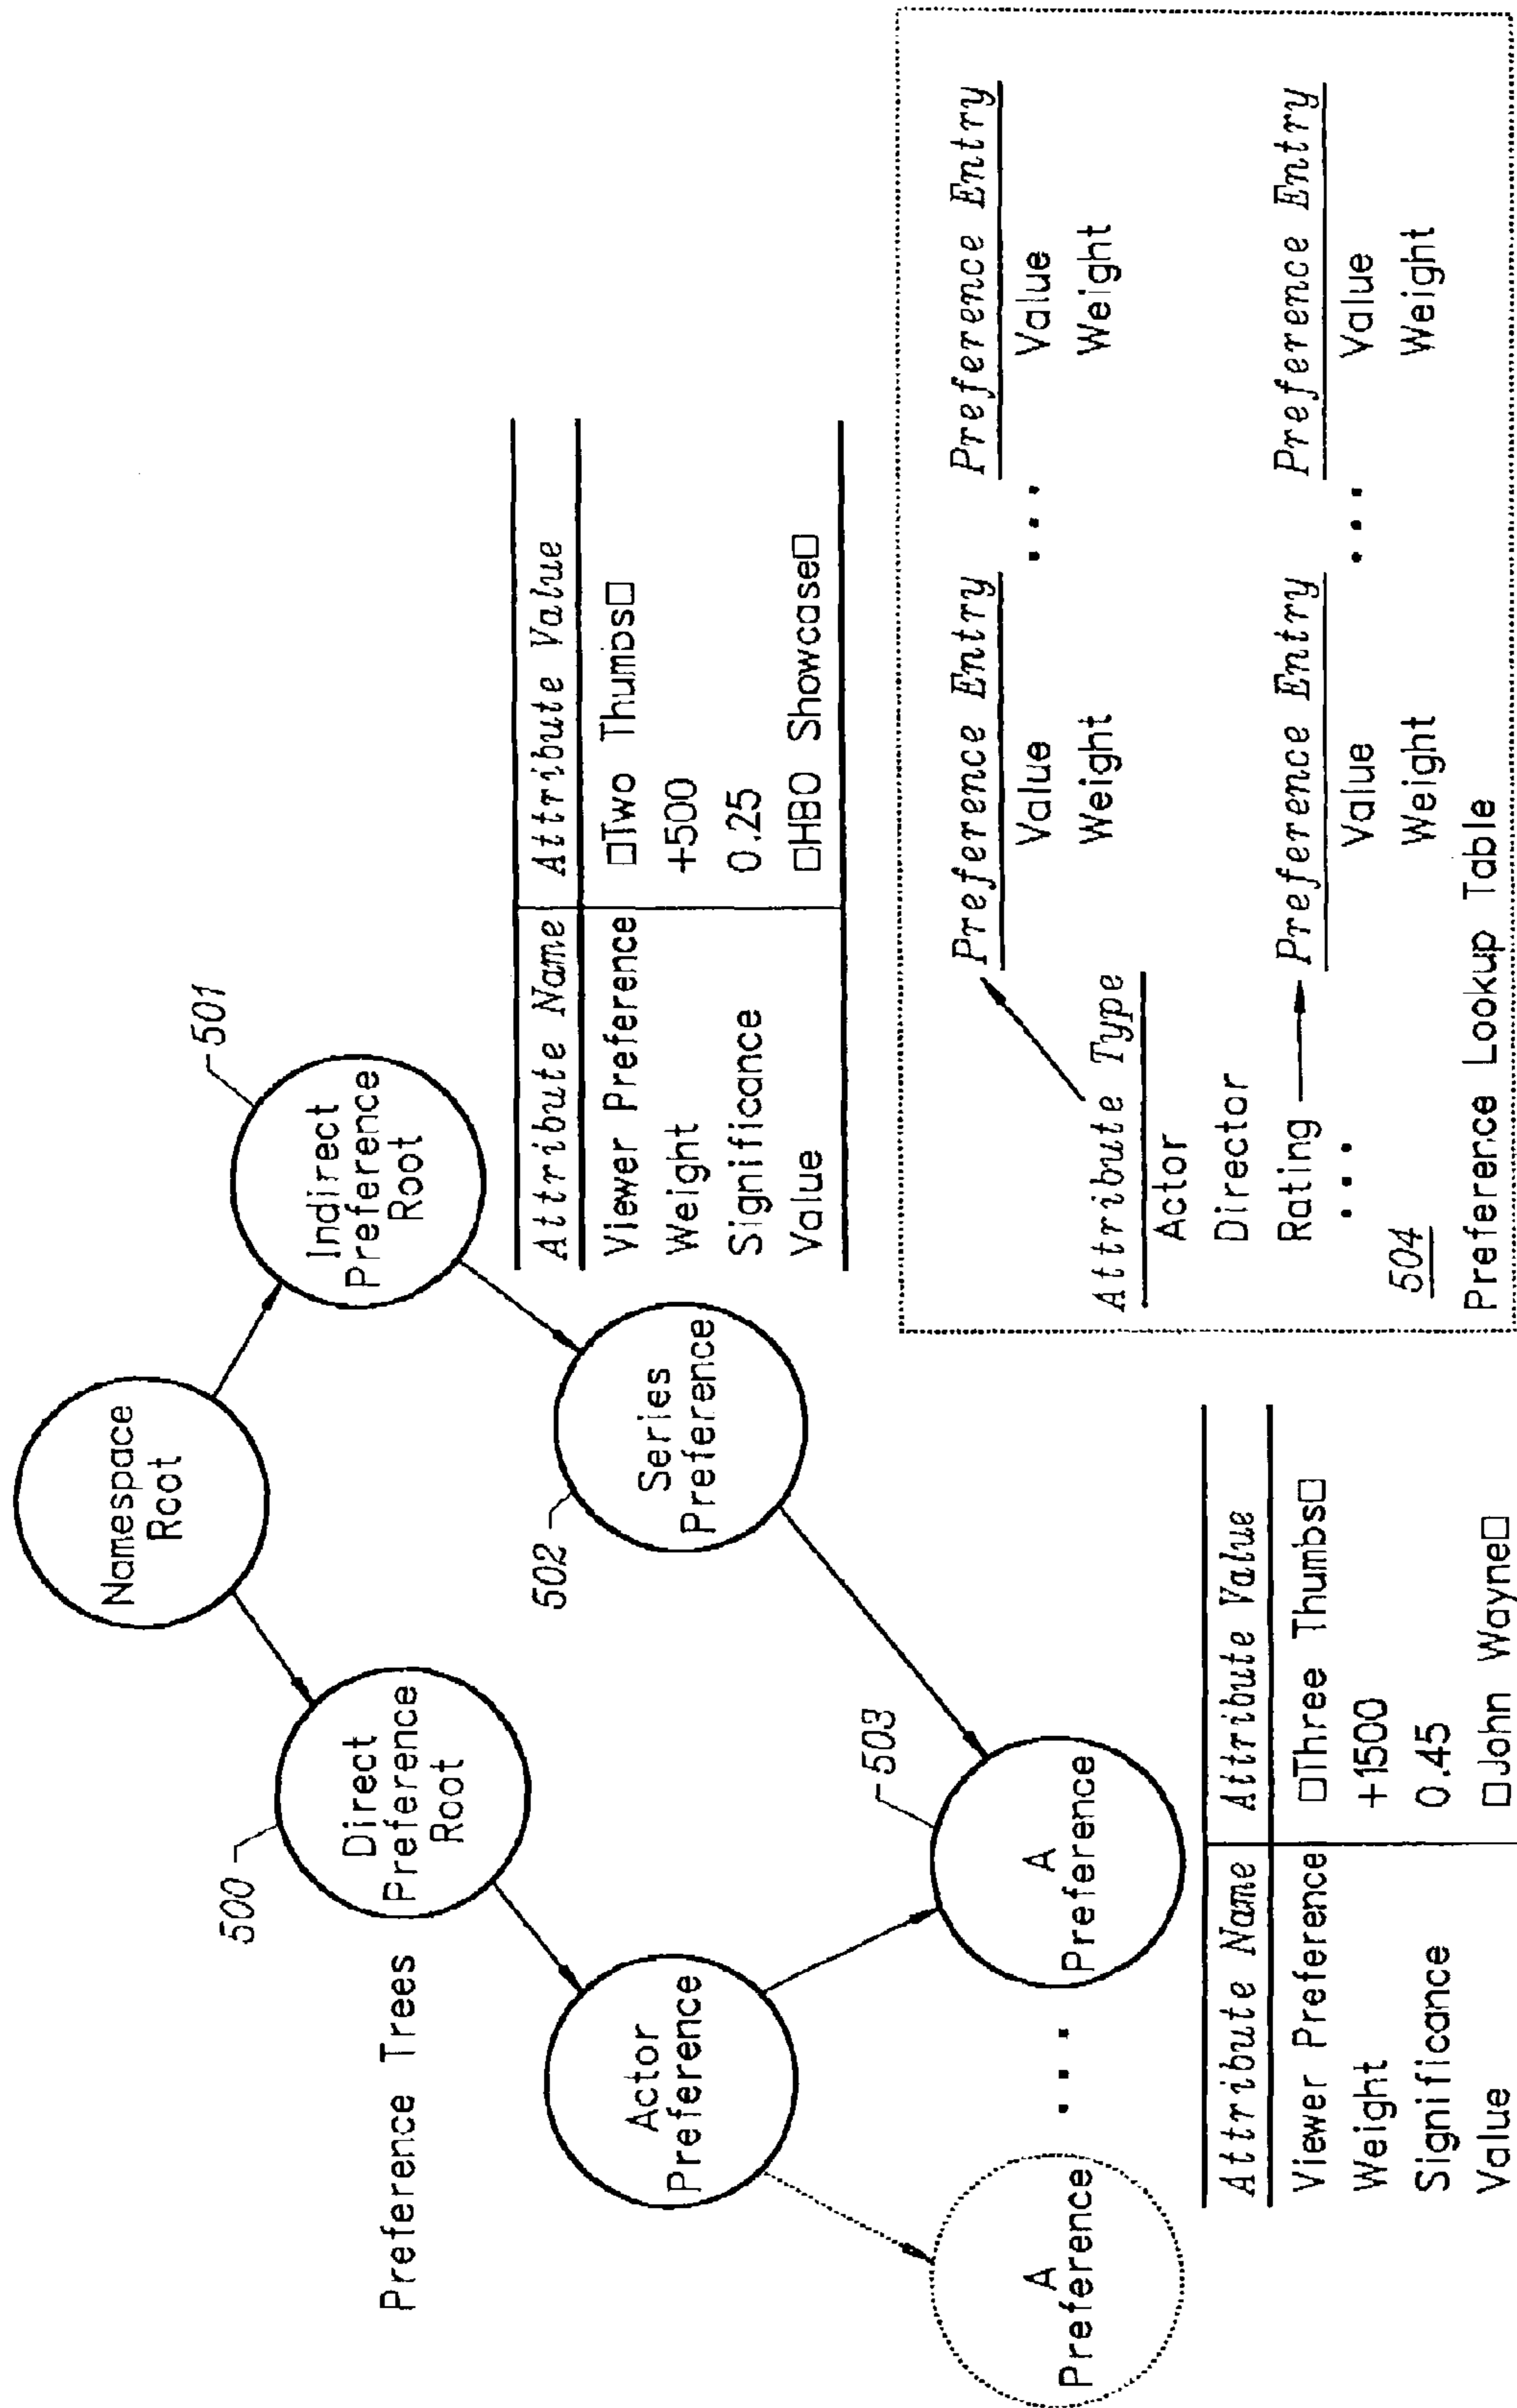 Preference Trees
Namespace
Root
500
Direct
Preference
Root
501
Indirect
Preference
Root
Actor
Preference
502
Series
Preference
A
Preference
...
503
A
Preference
Attribute Name Attribute Value
Viewer Preference □Two Thumbs□
Weight +500
Significance 0.25
Value □HBO Showcase□
Attribute Name Attribute Value
Viewer Preference □Three Thumbs□
Weight +1500
Significance 0.45
Value □John Wayne□
Attribute Type
Actor
Director
Rating
...
Preference Entry
Value
Weight
...
Preference Entry
Value
Weight
Preference Entry
Value
Weight
...
Preference Entry
Value
Weight
504
Preference Lookup Table